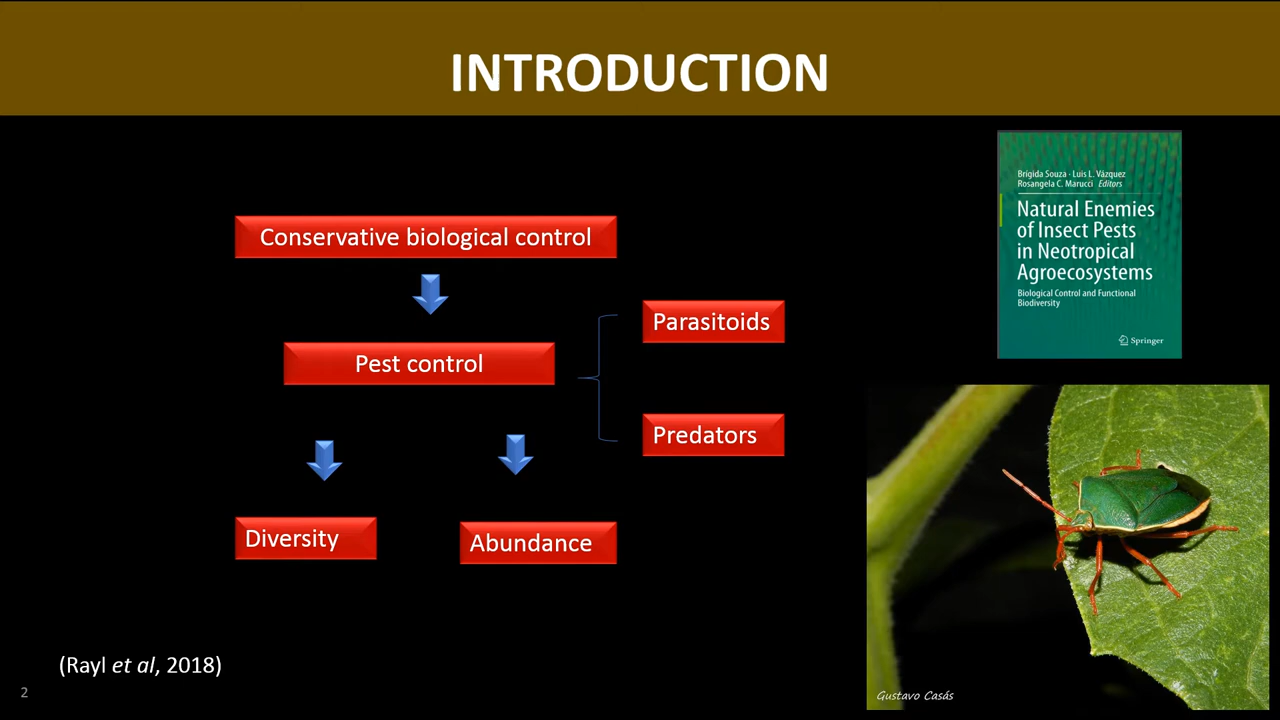 INTRODUCTION
Conservative biological control
Pest control
Parasitoids
Predators
Diversity
Abundance
(Rayl et al, 2018)
2
Brígida Souza · Luis L. Vázquez
Rosangela C. Marucci Editors
Natural Enemies
of Insect Pests
in Neotropical
Agroecosystems
Biological Control and Functional
Biodiversity
Springer
Gustavo Casás